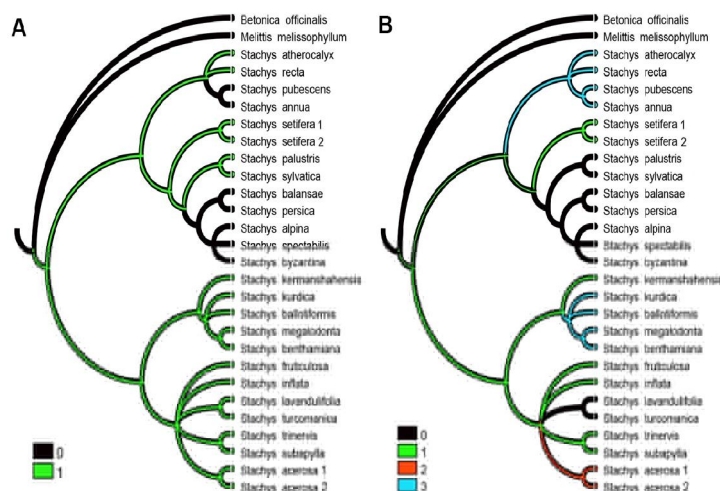 A
Betonica officinalis
Melittis melissophyllum
Stachys atherocalyx
Stachys recta
Stachys pubescens
Stachys annua
Stachys setifera 1
Stachys setifera 2
Stachys palustris
Stachys sylvatica
Stachys balansae
Stachys persica
Stachys alpina
Stachys spectabilis
Stachys byzantina
Stachys kermanshahensis
Stachys kurdica
Stachys ballotiformis
Stachys megalodonta
Stachys benthamiana
Stachys fruticulosa
Stachys inflata
Stachys lavandulifolia
Stachys turcomanica
Stachys trinervis
Stachys subapylla
Stachys acerosa 1
Stachys acerosa 2
0
1
B
Betonica officinalis
Melittis melissophyllum
Stachys atherocalyx
Stachys recta
Stachys pubescens
Stachys annua
Stachys setifera 1
Stachys setifera 2
Stachys palustris
Stachys sylvatica
Stachys balansae
Stachys persica
Stachys alpina
Stachys spectabilis
Stachys byzantina
Stachys kermanshahensis
Stachys kurdica
Stachys ballotiformis
Stachys megalodonta
Stachys benthamiana
Stachys fruticulosa
Stachys inflata
Stachys lavandulifolia
Stachys turcomanica
Stachys trinervis
Stachys subapylla
Stachys acerosa 1
Stachys acerosa 2
0
1
2
3